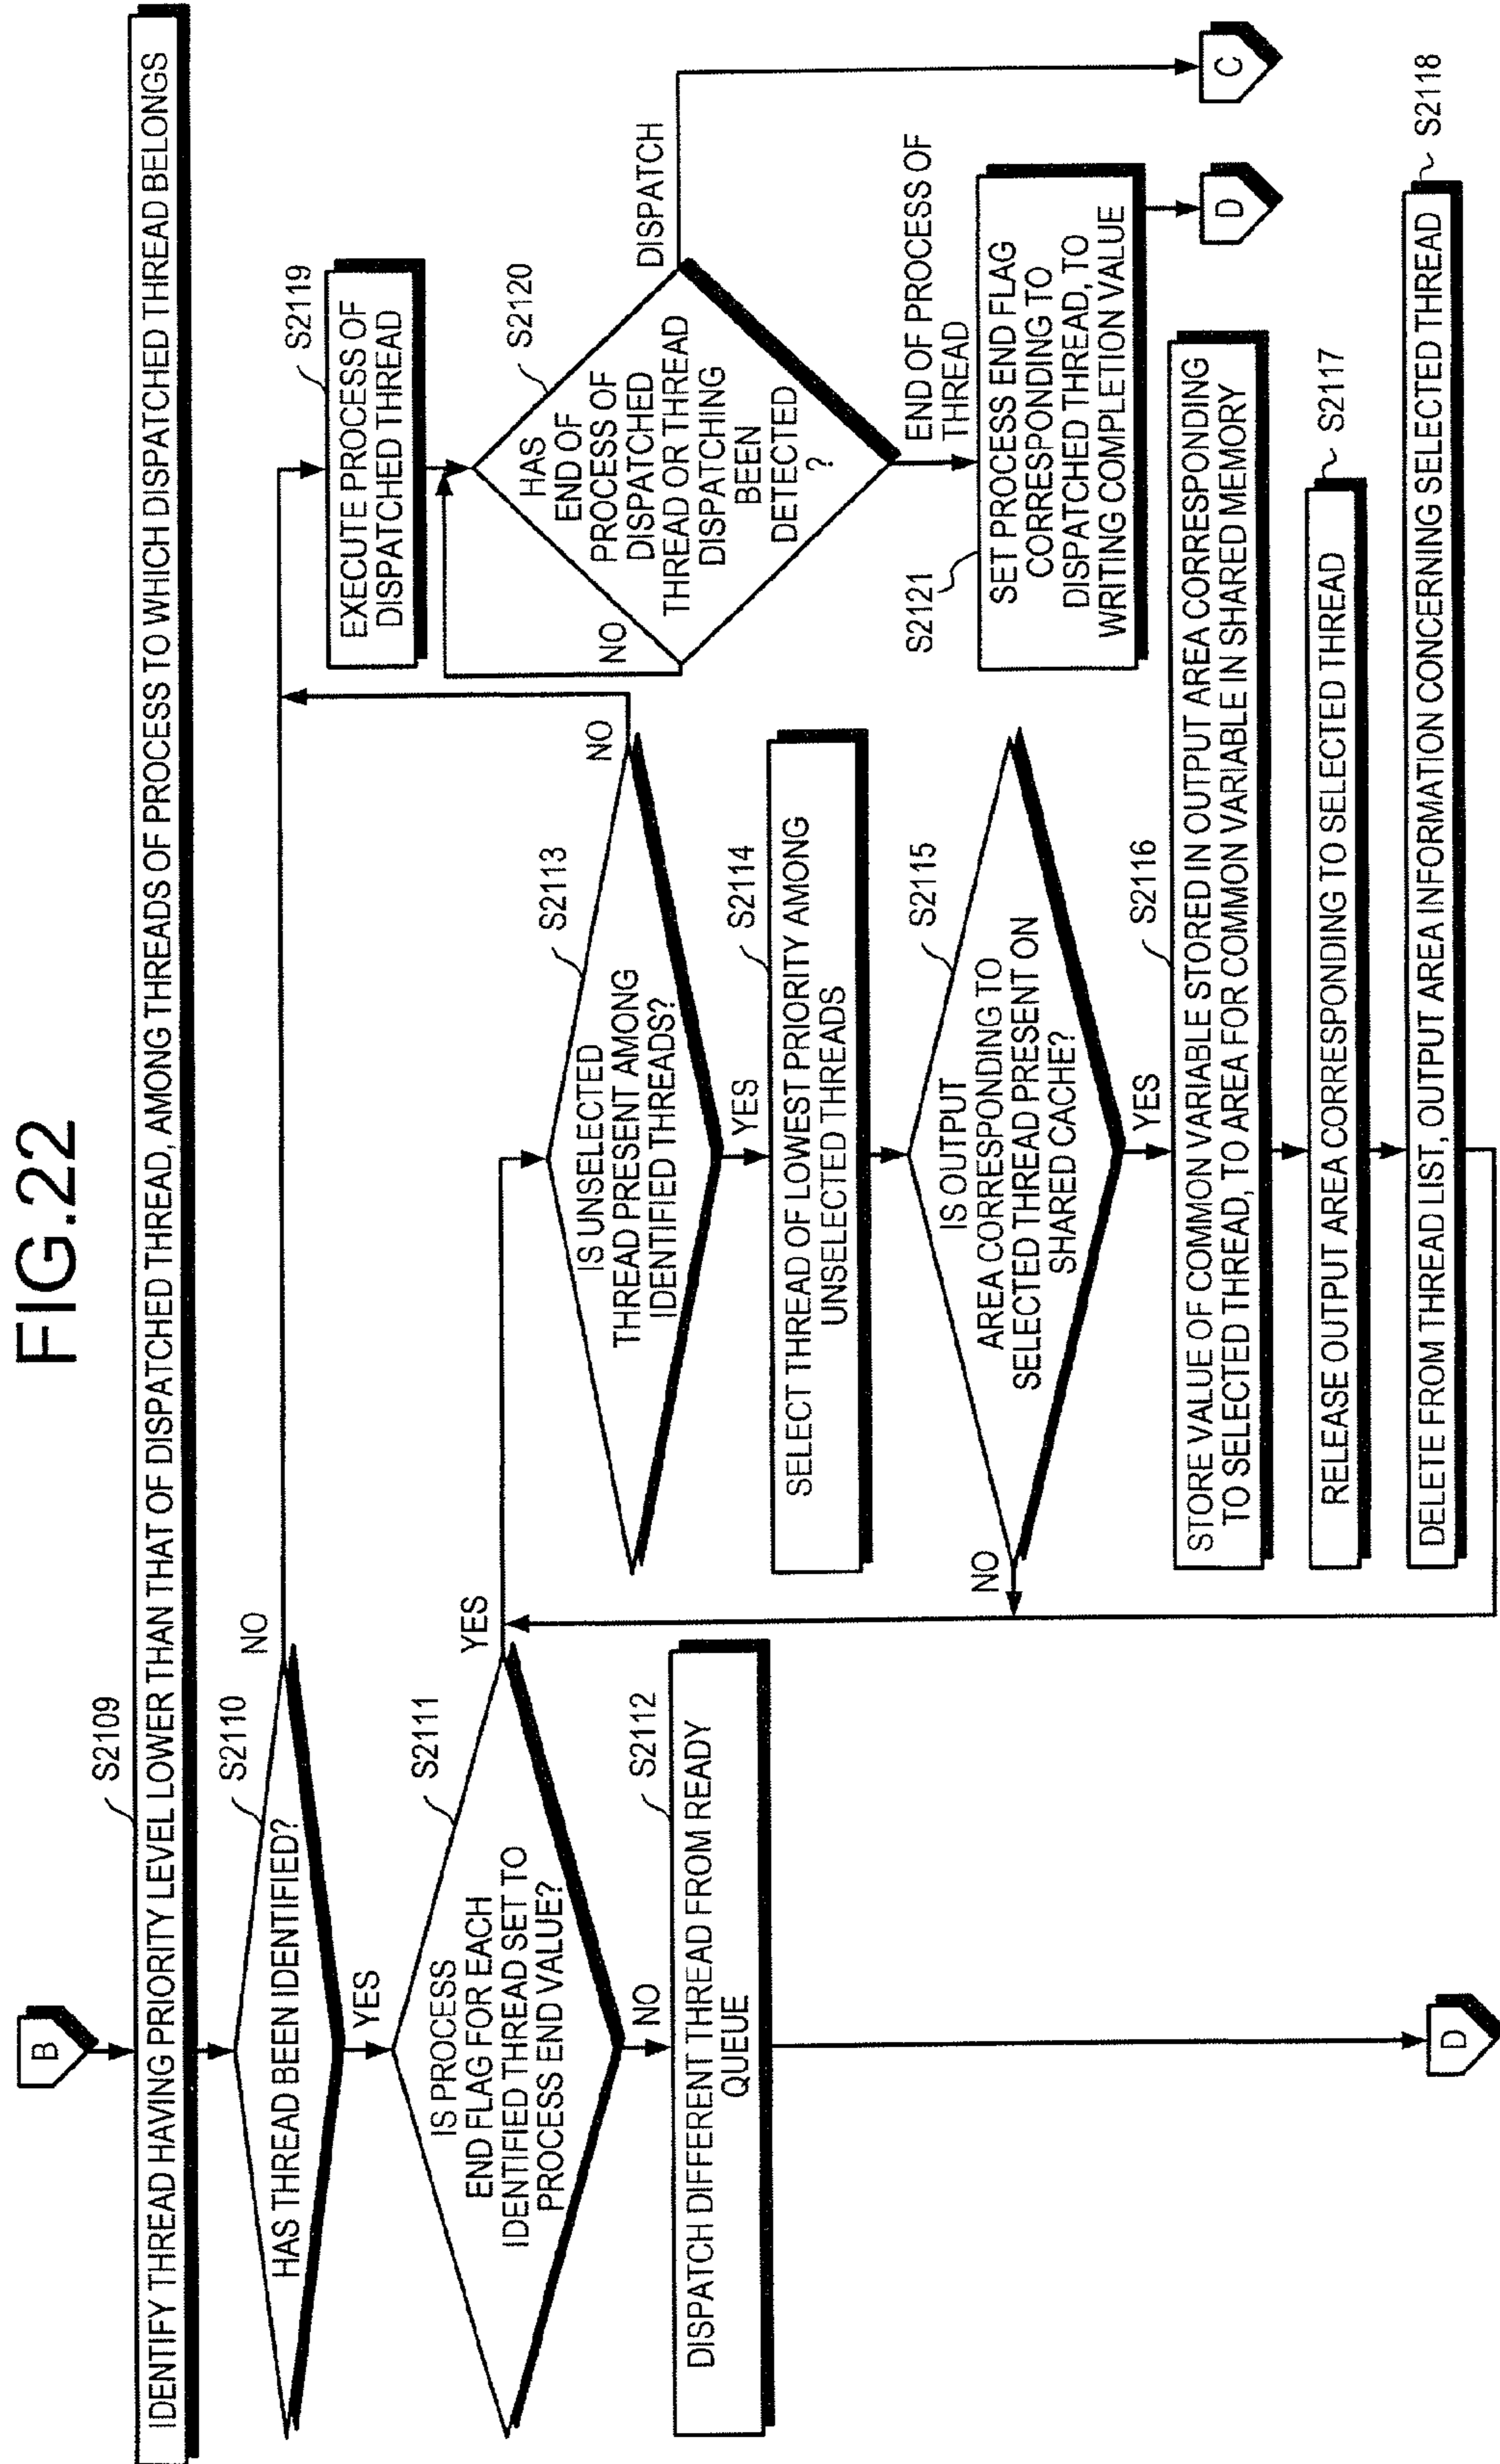 FIG.22
B
S2109
IDENTIFY THREAD HAVING PRIORITY LEVEL LOWER THAN THAT OF DISPATCHED THREAD, AMONG THREADS OF PROCESS TO WHICH DISPATCHED THREAD BELONGS
S2110
HAS THREAD BEEN IDENTIFIED?
NO
YES
S2111
IS PROCESS
END FLAG FOR EACH
IDENTIFIED THREAD SET TO
PROCESS END VALUE?
YES
NO
S2112
DISPATCH DIFFERENT THREAD FROM READY
QUEUE
D
S2113
IS UNSELECTED
THREAD PRESENT AMONG
IDENTIFIED THREADS?
NO
YES
S2114
SELECT THREAD OF LOWEST PRIORITY AMONG
UNSELECTED THREADS
S2115
IS OUTPUT
AREA CORRESPONDING TO
SELECTED THREAD PRESENT ON
SHARED CACHE?
NO
YES
S2116
STORE VALUE OF COMMON VARIABLE STORED IN OUTPUT AREA CORRESPONDING
TO SELECTED THREAD, TO AREA FOR COMMON VARIABLE IN SHARED MEMORY
S2117
RELEASE OUTPUT AREA CORRESPONDING TO SELECTED THREAD
S2118
DELETE FROM THREAD LIST, OUTPUT AREA INFORMATION CONCERNING SELECTED THREAD
S2119
EXECUTE PROCESS OF
DISPATCHED THREAD
S2120
HAS
END OF
PROCESS OF
DISPATCHED
THREAD OR THREAD
DISPATCHING
BEEN
DETECTED
?
NO
DISPATCH
C
END OF PROCESS OF
THREAD
S2121
SET PROCESS END FLAG
CORRESPONDING TO
DISPATCHED THREAD, TO
WRITING COMPLETION VALUE
D